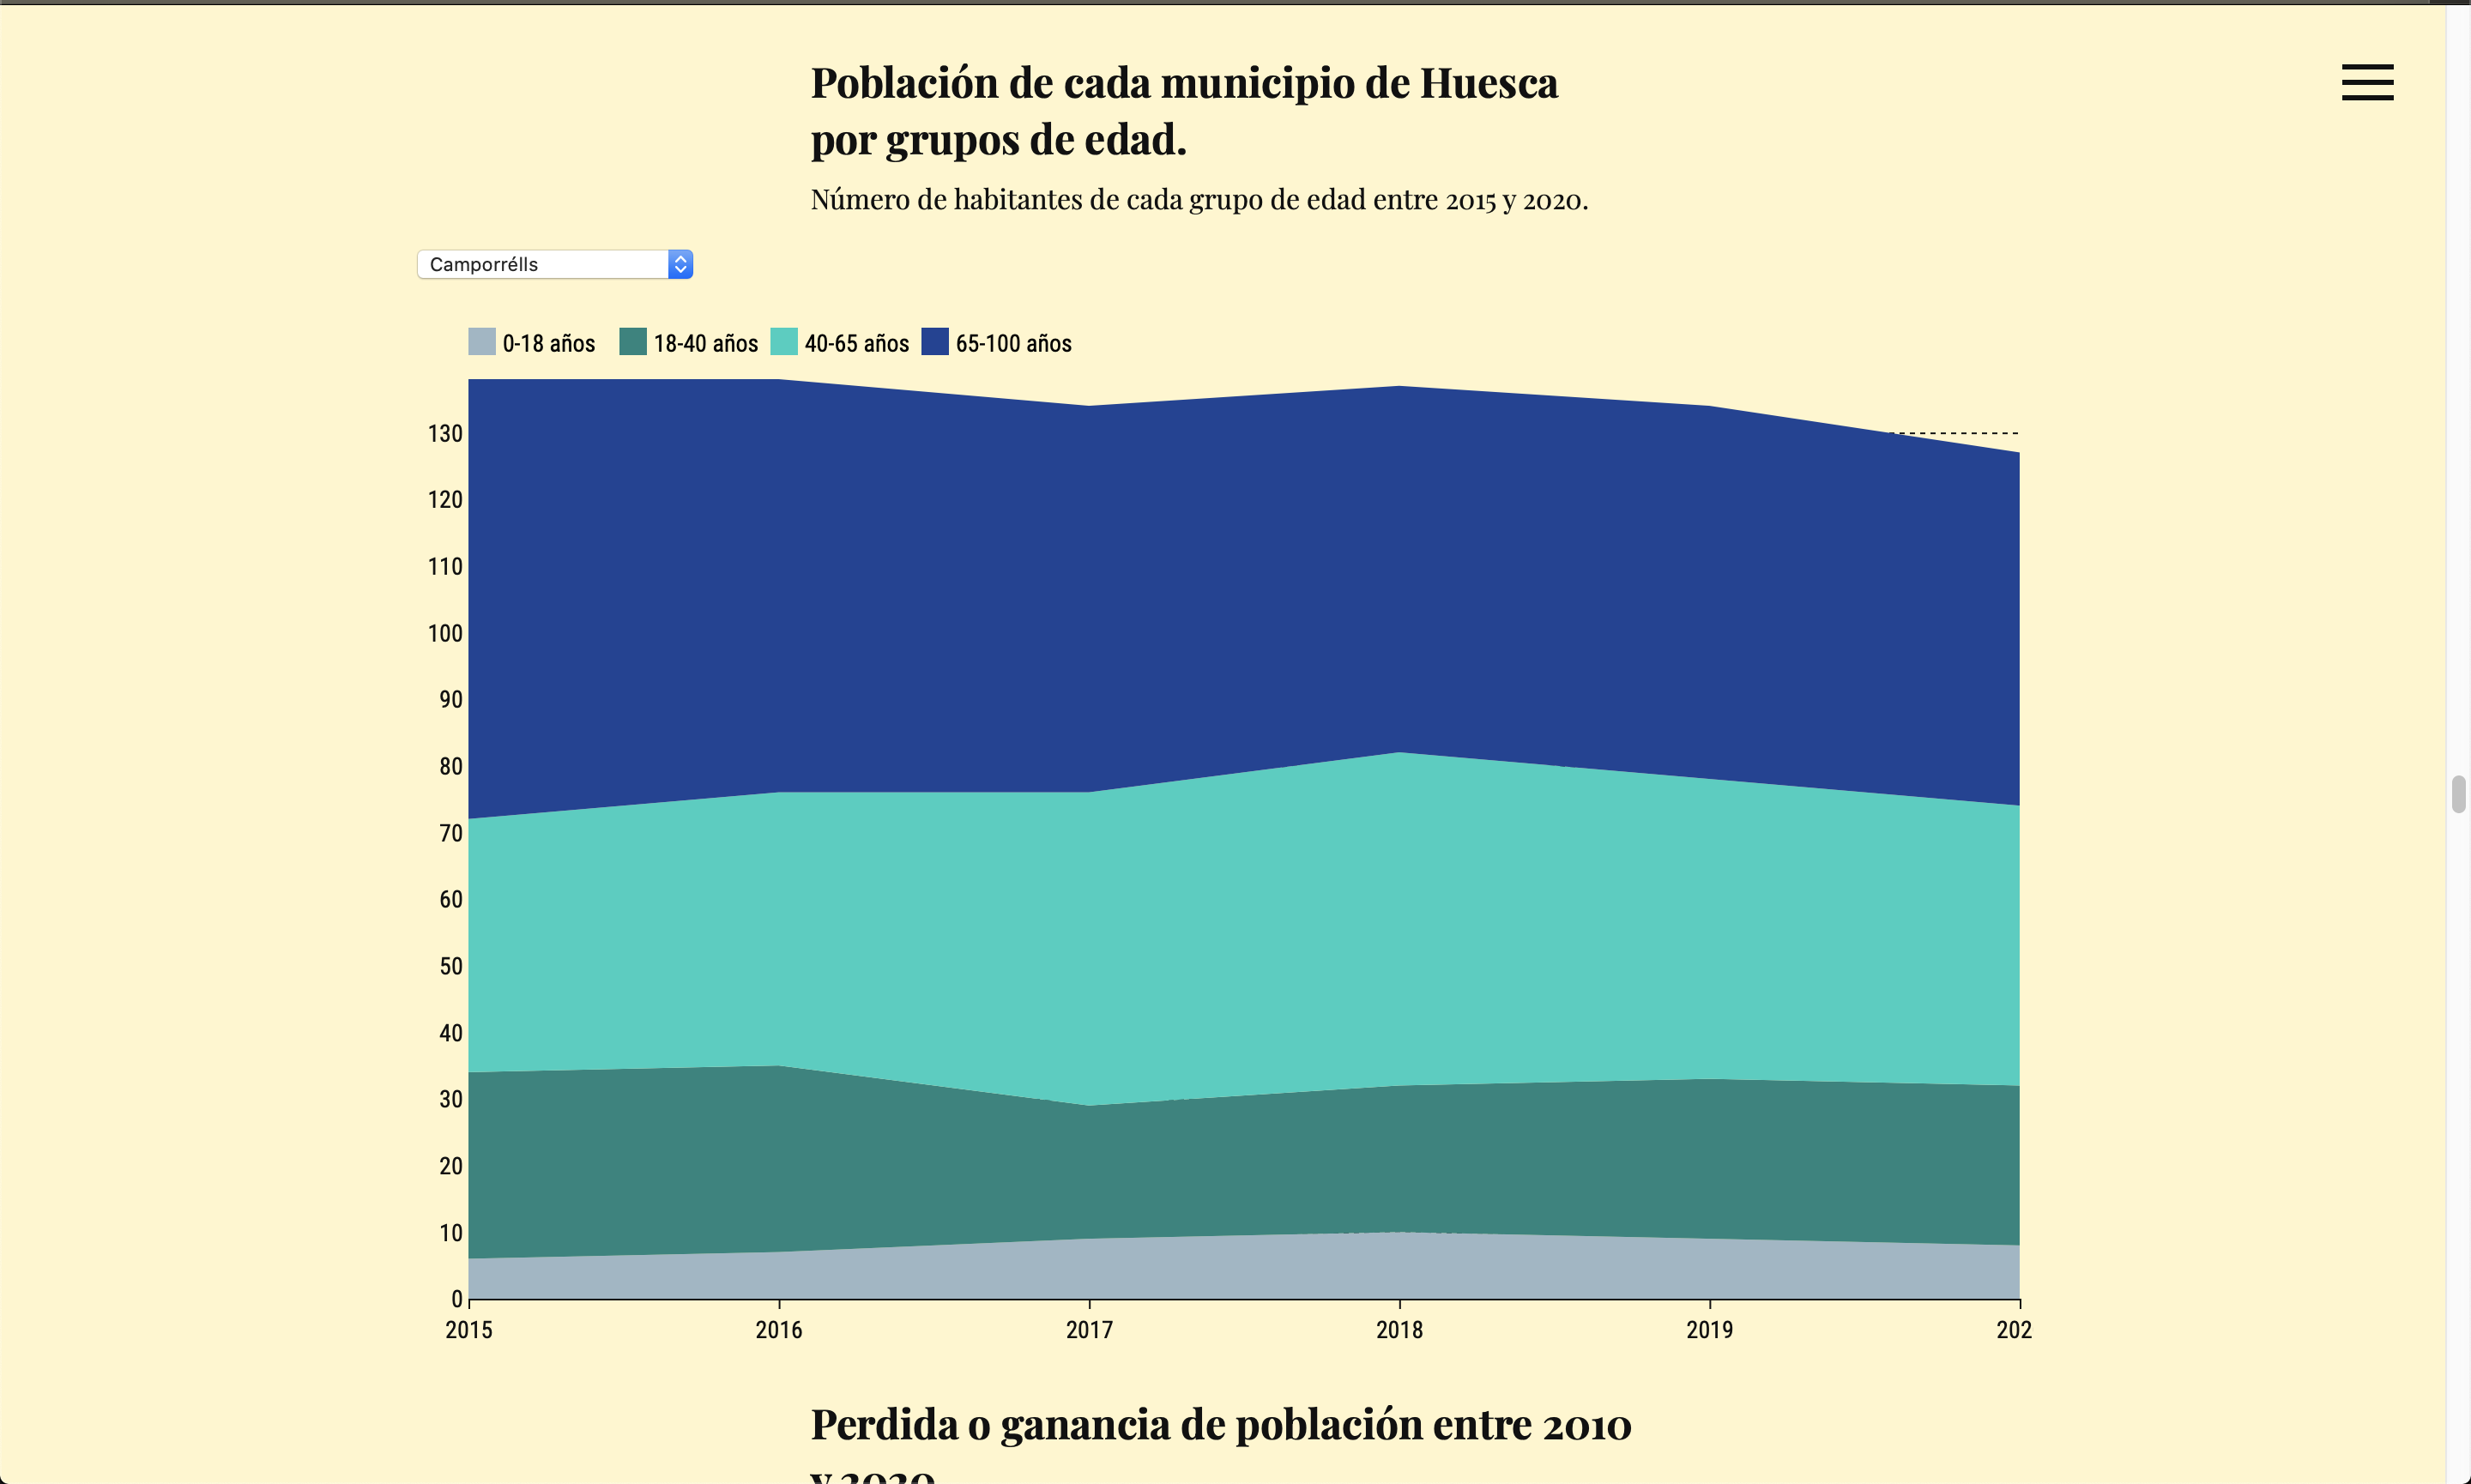 Población de cada municipio de Huesca
por grupos de edad.
Número de habitantes de cada grupo de edad entre 2015 y 2020.
Camporrélls
0-18 años 18-40 años 40-65 años 65-100 años
130
120
110
100
90
80
70
60
50
40
30
20
10
0
2015 2016 2017 2018 2019 202
Perdida o ganancia de población entre 2010
y 2020